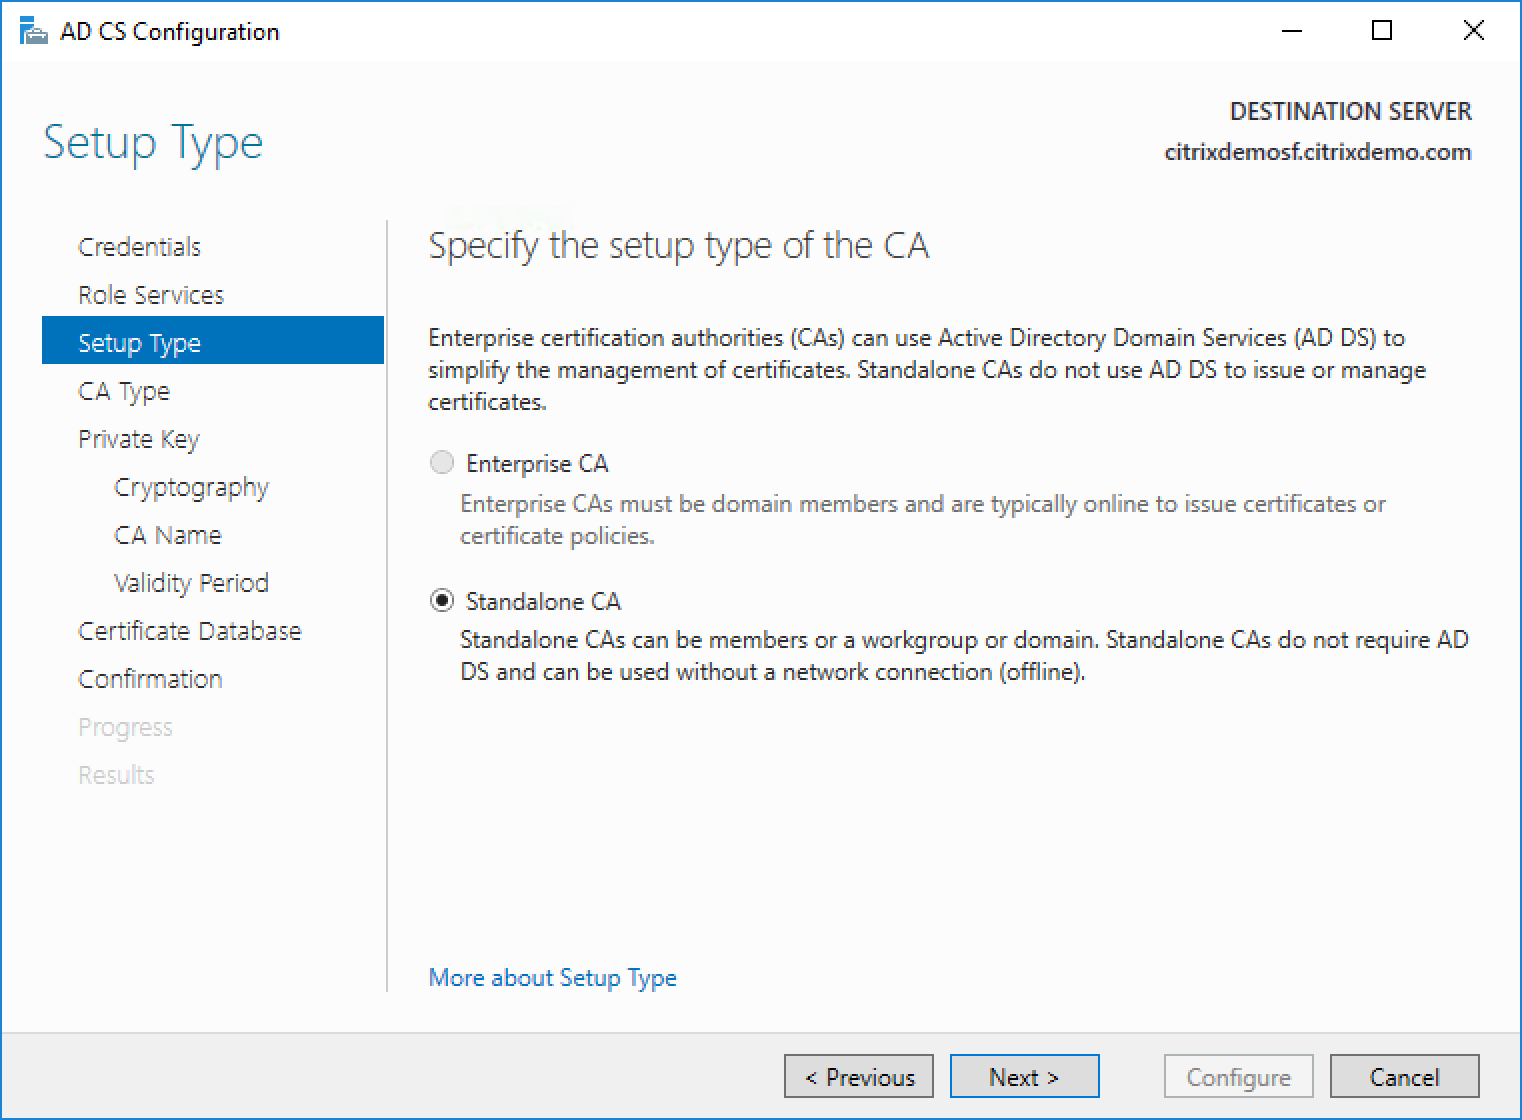 AD CS Configuration
Setup Type
DESTINATION SERVER
citrixdemosf.citrixdemo.com
Credentials
Role Services
Setup Type
CA Type
Private Key
Cryptography
CA Name
Validity Period
Certificate Database
Confirmation
Progress
Results
Specify the setup type of the CA
Enterprise certification authorities (CAs) can use Active Directory Domain Services (AD DS) to
simplify the management of certificates. Standalone CAs do not use AD DS to issue or manage
certificates.
Enterprise CA
Enterprise CAs must be domain members and are typically online to issue certificates or
certificate policies.
Standalone CA
Standalone CAs can be members or a workgroup or domain. Standalone CAs do not require AD
DS and can be used without a network connection (offline).
More about Setup Type
< Previous
Next >
Configure
Cancel